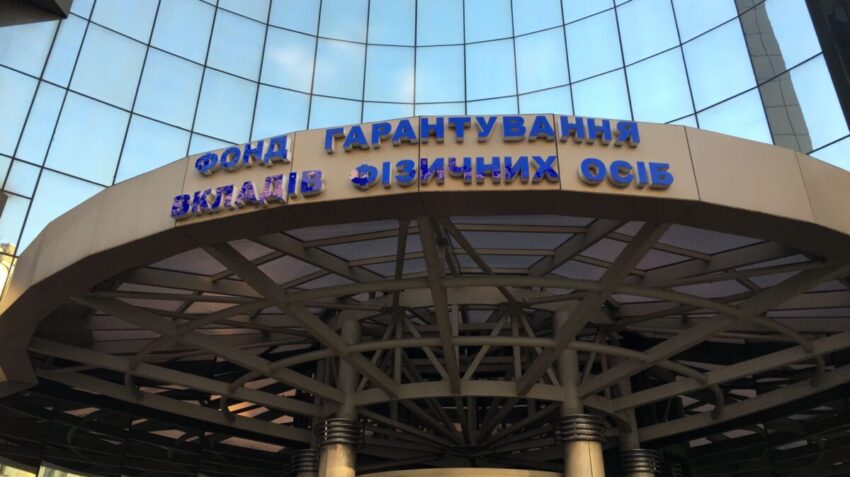 ФОНД ГАРАНТУВАННЯ
ВКЛАДІВ ФІЗИЧНИХ ОСІБ